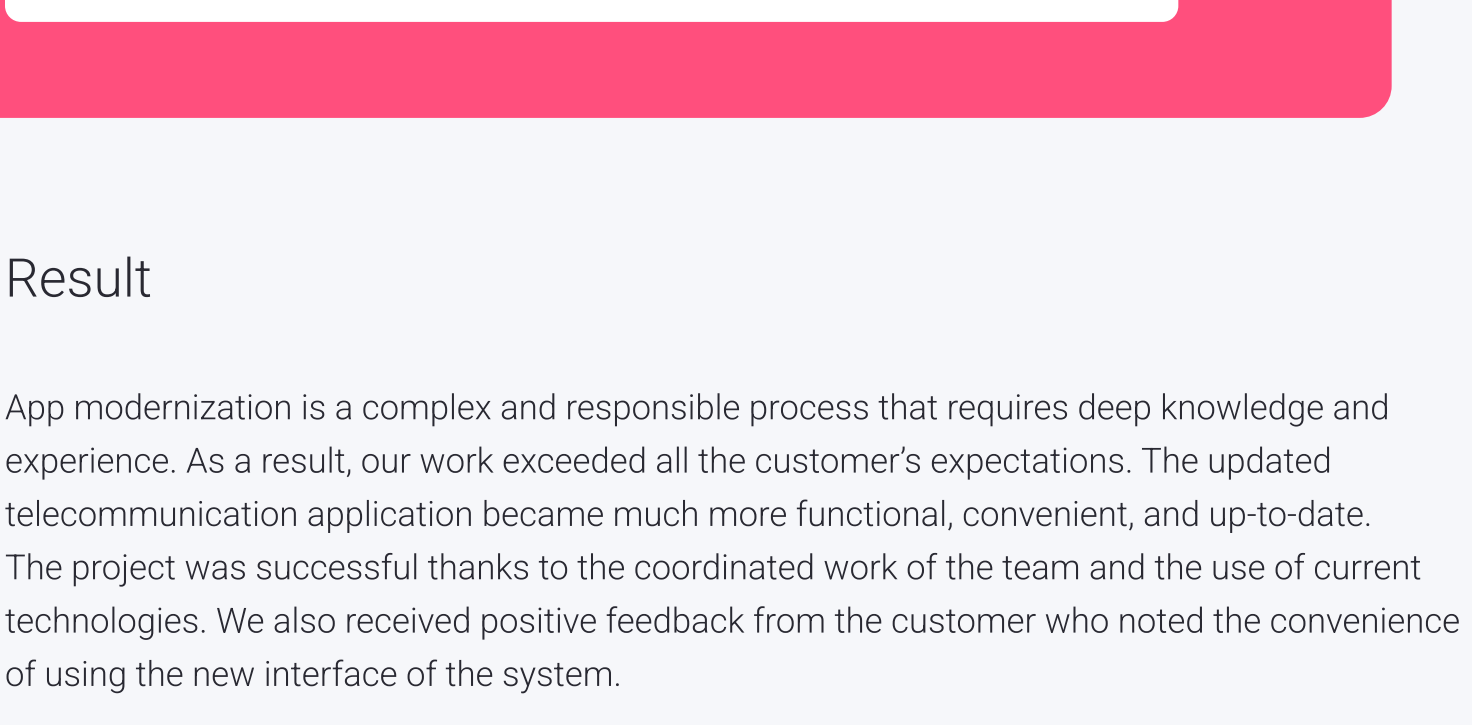 Result
App modernization is a complex and responsible process that requires deep knowledge and
experience. As a result, our work exceeded all the customer’s expectations. The updated
telecommunication application became much more functional, convenient, and up-to-date.
The project was successful thanks to the coordinated work of the team and the use of current
technologies. We also received positive feedback from the customer who noted the convenience
of using the new interface of the system.